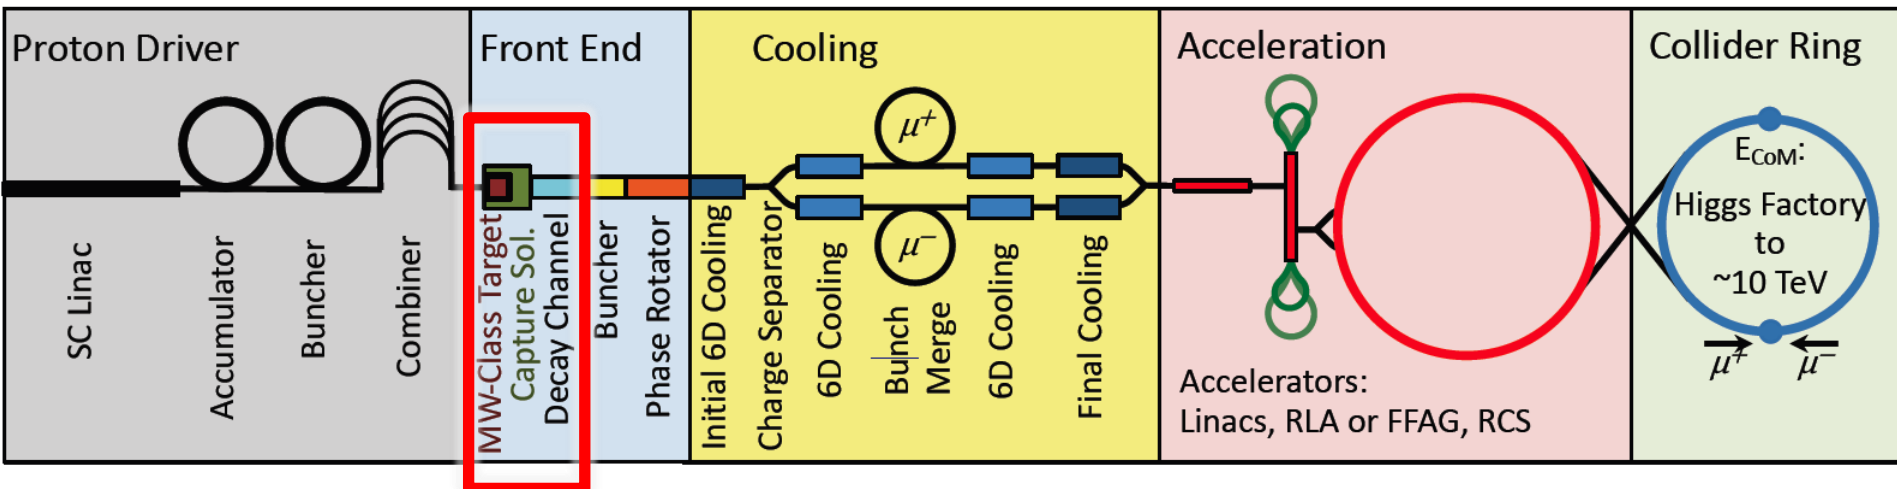 Proton Driver
SC Linac
Accumulator
Buncher
Combiner
Front End
MW-Class Target
Capture Sol.
Decay Channel
Buncher
Phase Rotator
Cooling
μ+
μ−
Initial 6D Cooling
Charge Separator
6D Cooling
Bunch
Merge
6D Cooling
Final Cooling
Acceleration
Accelerators:
Linacs, RLA or FFAG, RCS
Collider Ring
ECoM:
Higgs Factory
to
~10 TeV
μ+ μ−